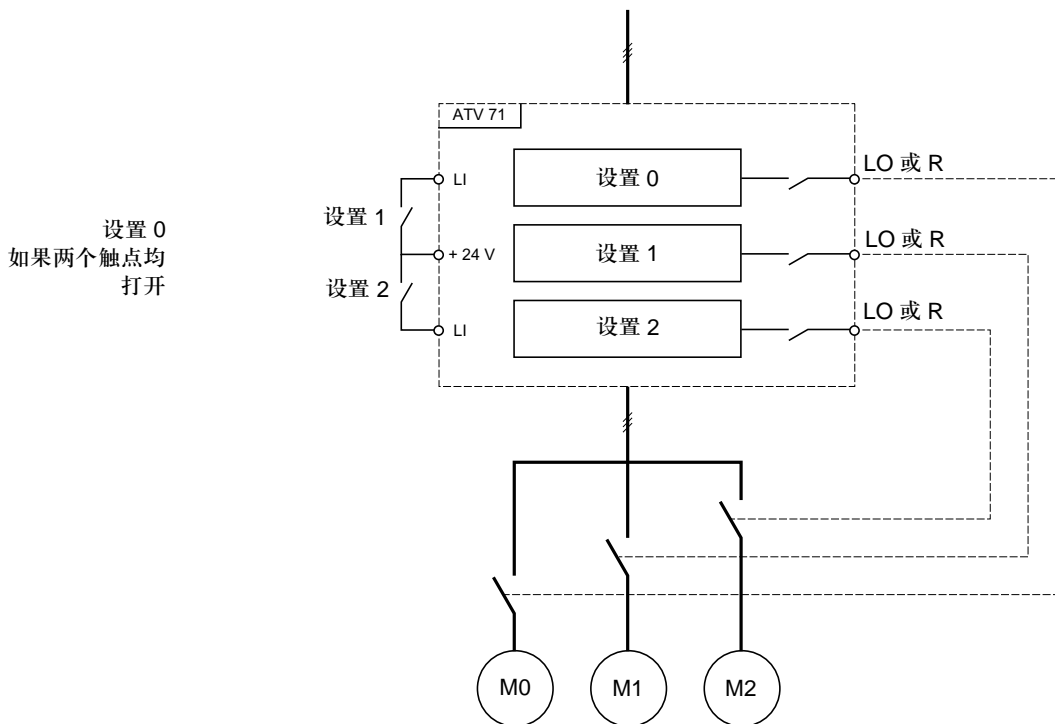 ATV 71
LI
设置 0
LO 或 R
设置 1
设置 0
如果两个触点均
打开
+ 24 V
设置 1
LO 或 R
设置 2
LI
设置 2
LO 或 R
M0
M1
M2